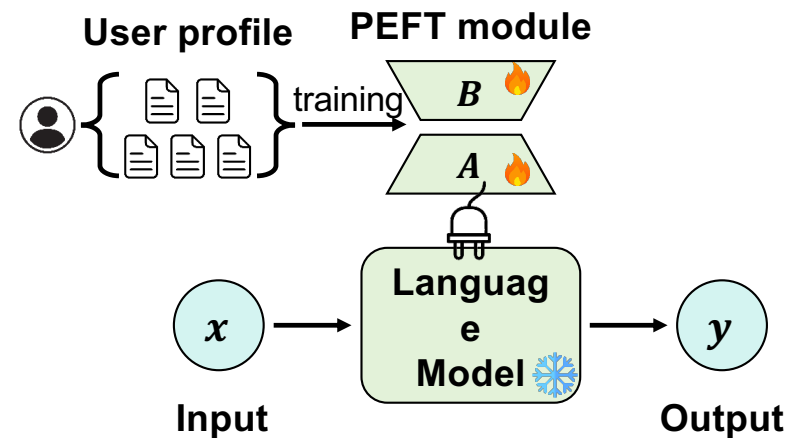 User profile
PEFT module
training
B
A
Languag
e
Model
x
y
Input
Output